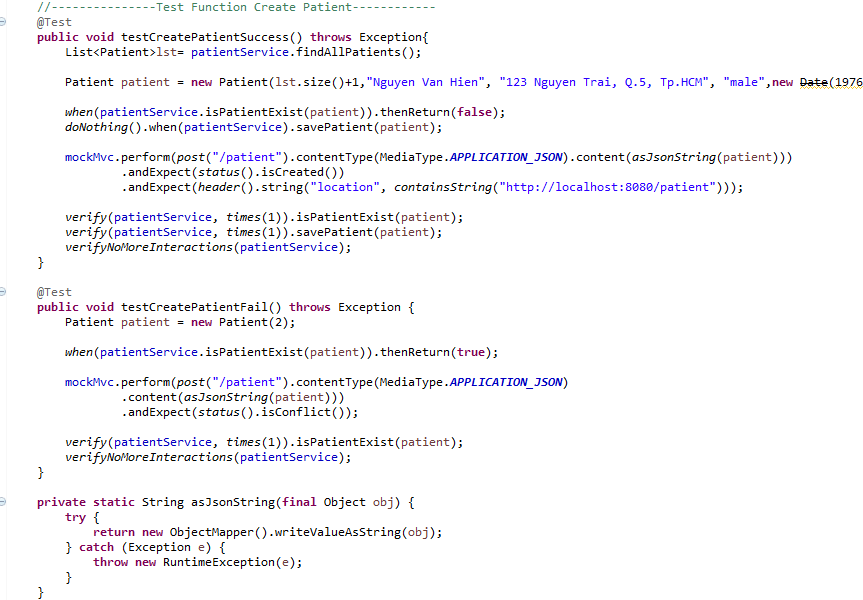 //---------------Test Function Create Patient------------
@Test
public void testCreatePatientSuccess() throws Exception{
List<Patient>lst= patientService.findAllPatients();
Patient patient = new Patient(lst.size()+1,"Nguyen Van Hien", "123 Nguyen Trai, Q.5, Tp.HCM", "male",new Date(1976
when(patientService.isPatientExist(patient)).thenReturn(false);
doNothing().when(patientService).savePatient(patient);
mockMvc.perform(post("/patient").contentType(MediaType.APPLICATION_JSON).content(asJsonString(patient)))
.andExpect(status().isCreated())
.andExpect(header().string("location", containsString("http://localhost:8080/patient")));
verify(patientService, times(1)).isPatientExist(patient);
verify(patientService, times(1)).savePatient(patient);
verifyNoMoreInteractions(patientService);
}
@Test
public void testCreatePatientFail() throws Exception {
Patient patient = new Patient(2);
when(patientService.isPatientExist(patient)).thenReturn(true);
mockMvc.perform(post("/patient").contentType(MediaType.APPLICATION_JSON)
.content(asJsonString(patient)))
.andExpect(status().isConflict());
verify(patientService, times(1)).isPatientExist(patient);
verifyNoMoreInteractions(patientService);
}
private static String asJsonString(final Object obj) {
try {
return new ObjectMapper().writeValueAsString(obj);
} catch (Exception e) {
throw new RuntimeException(e);
}
}